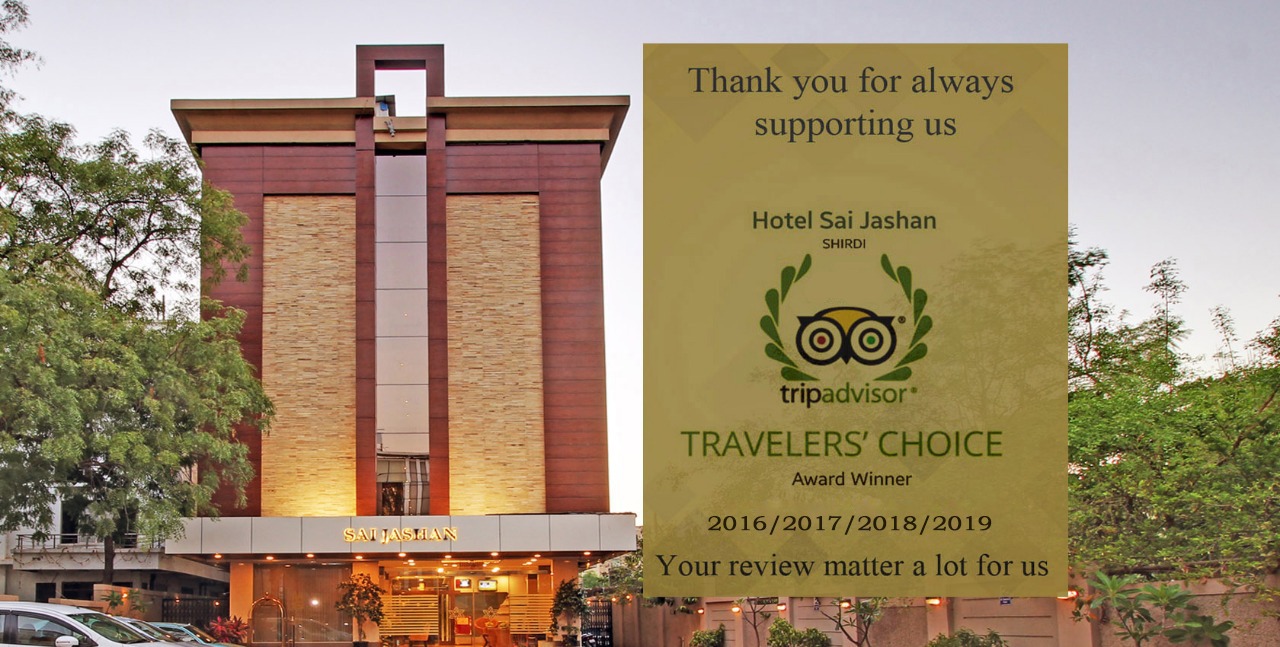 Thank you for always
supporting us
Hotel Sai Jashan
SHIRDI
tripadvisor®
TRAVELERS' CHOICE
Award Winner
2016/2017/2018/2019
Your review matter a lot for us
SAI JASHAN